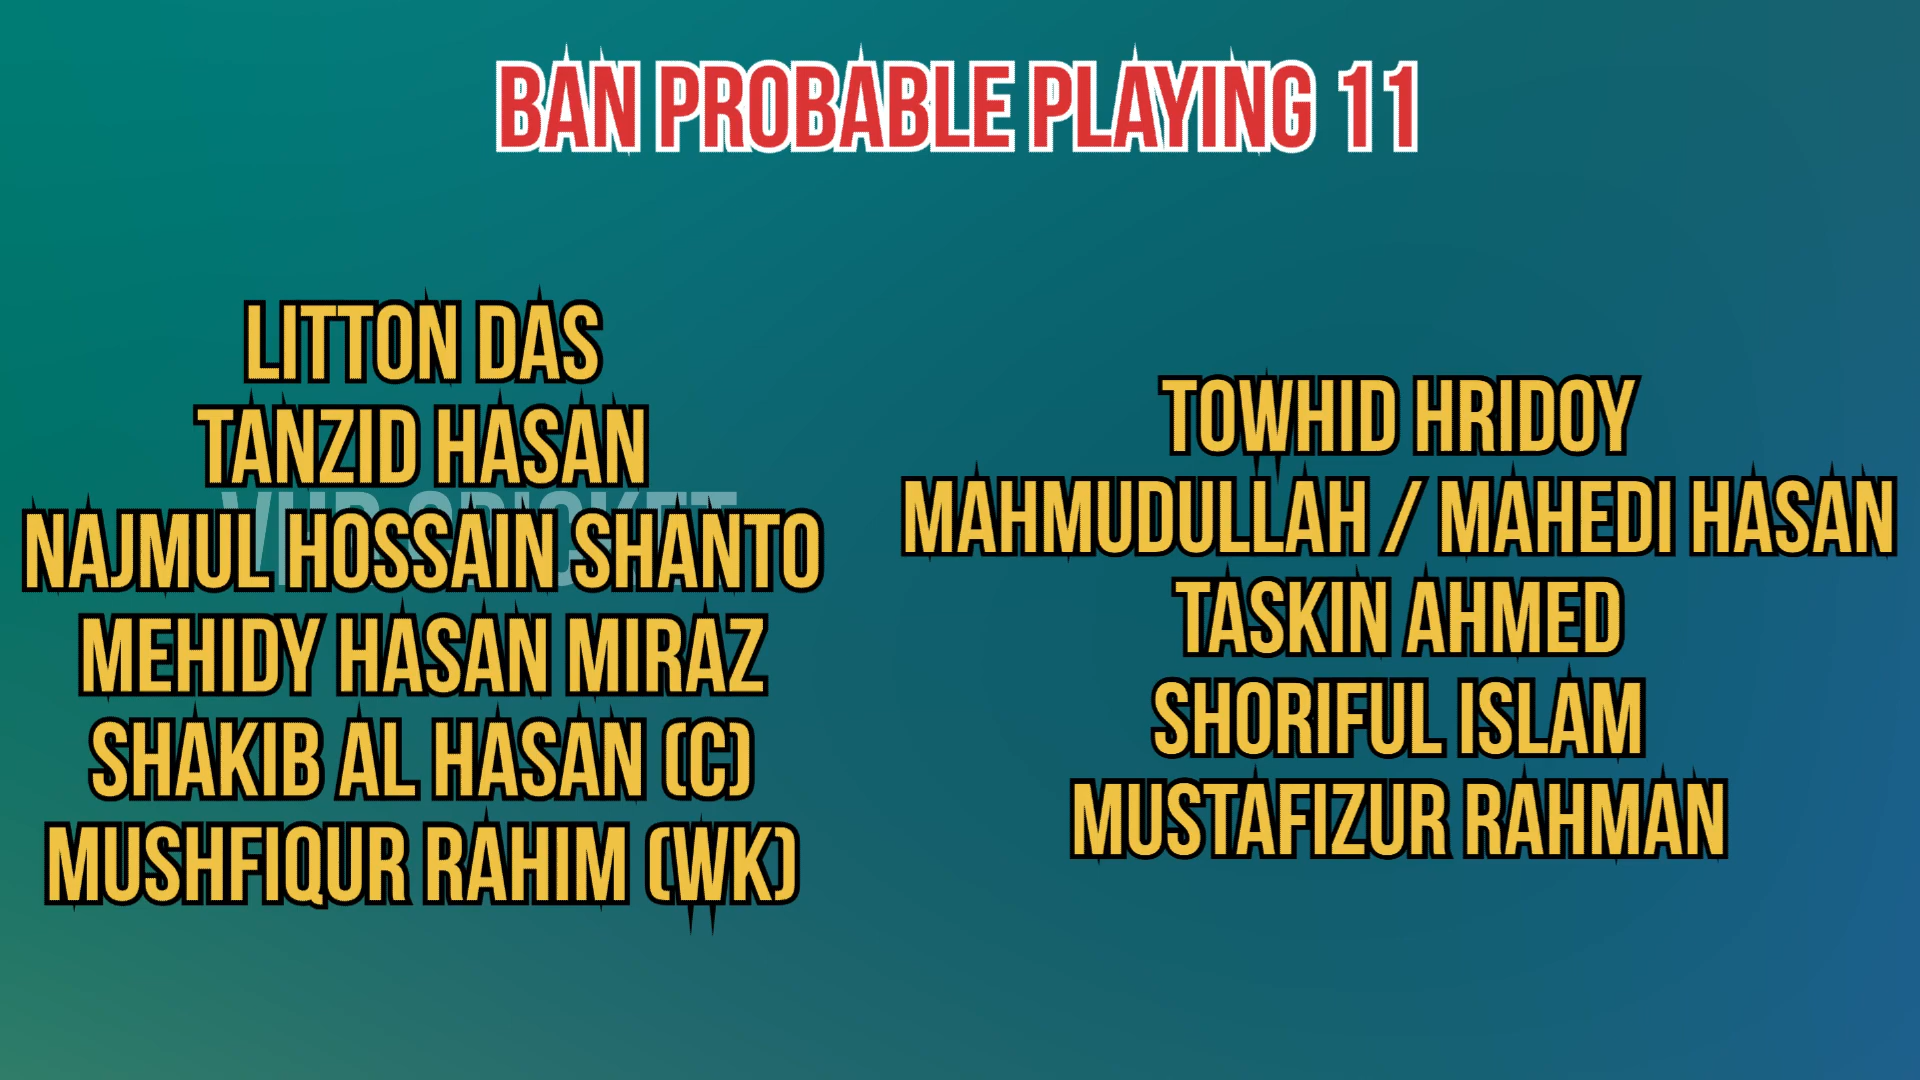 BAN PROBABLE PLAYING 11
LITTON DAS
TANZID HASAN
NAJMUL HOSSAIN SHANTO
MEHIDY HASAN MIRAZ
SHAKIB AL HASAN (C)
MUSHFIQUR RAHIM (WK)
TOWHID HRIDOY
MAHMUDULLAH / MAHEDI HASAN
TASKIN AHMED
SHORIFUL ISLAM
MUSTAFIZUR RAHMAN